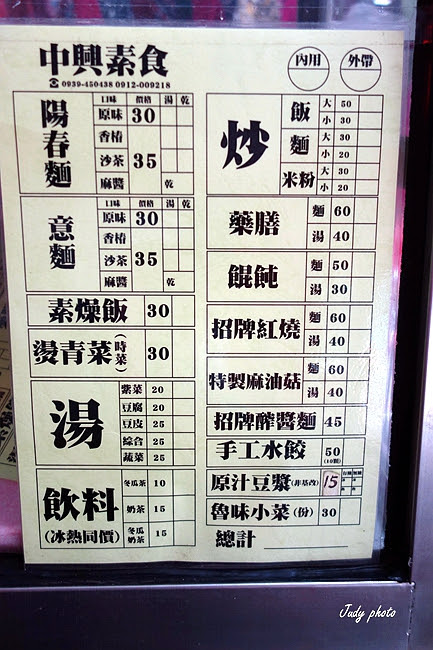 中興素食
☎0939-450438 0912-009218
內用
外帶
陽春麵
口味 價格 湯 乾
原味 30
香椿
沙茶 35
麻醬 乾
意麵
口味 價格 湯 乾
原味 30
香椿
沙茶 35
麻醬 乾
素燥飯 30
燙青菜(時菜) 30
湯
紫菜 20
豆腐 20
豆皮 25
綜合 25
蔬菜 25
飲料
(冰熱同價)
冬瓜茶 10
奶茶 15
冬瓜奶茶 15
炒
飯 大 50
小 30
麵 大 30
小 20
米粉 大 30
小 20
藥膳 麵 60
湯 40
餛飩 麵 50
湯 30
招牌紅燒 麵 60
湯 40
特製麻油菇 麵 60
湯 40
招牌醡醬麵 45
手工水餃 50
(10顆)
原汁豆漿(非基改) 15
魯味小菜(份) 30
總計
Judy photo